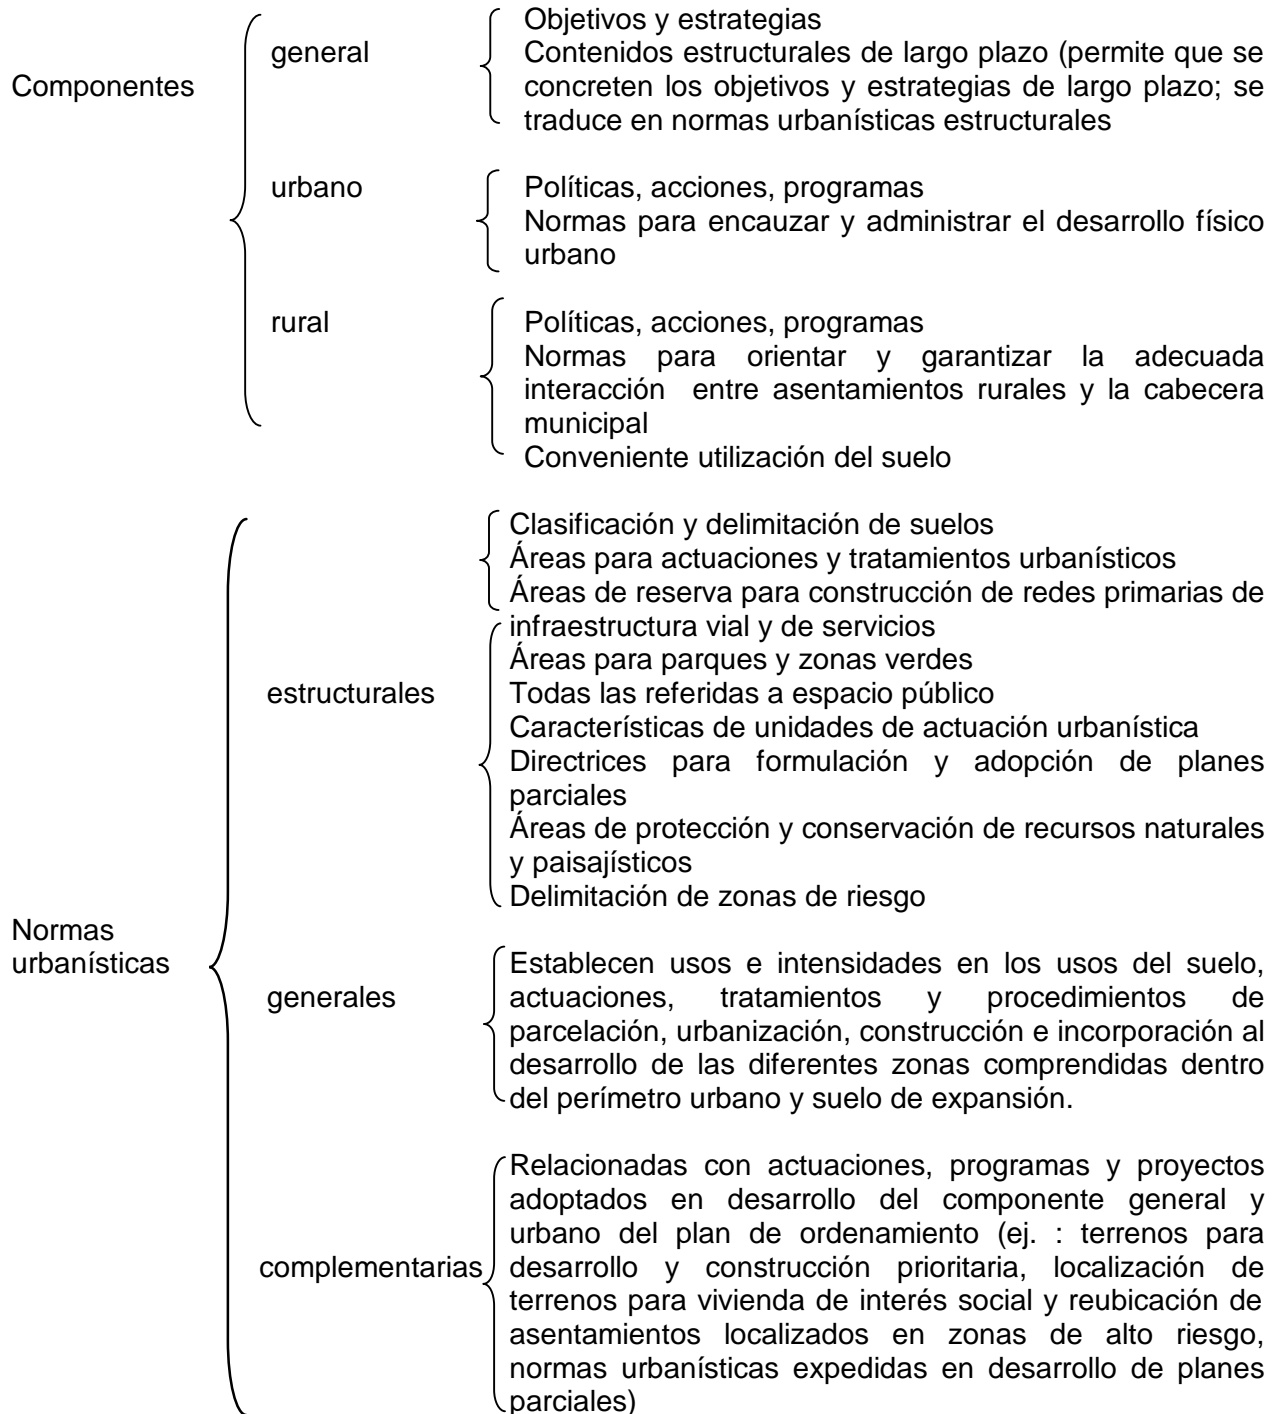 Componentes
general
Objetivos y estrategias
Contenidos estructurales de largo plazo (permite que se
concreten los objetivos y estrategias de largo plazo; se
traduce en normas urbanísticas estructurales
urbano
Políticas, acciones, programas
Normas para encauzar y administrar el desarrollo físico
urbano
rural
Políticas, acciones, programas
Normas para orientar y garantizar la adecuada
interacción entre asentamientos rurales y la cabecera
municipal
Conveniente utilización del suelo
Normas
urbanísticas
estructurales
Clasificación y delimitación de suelos
Áreas para actuaciones y tratamientos urbanísticos
Áreas de reserva para construcción de redes primarias de
infraestructura vial y de servicios
Áreas para parques y zonas verdes
Todas las referidas a espacio público
Características de unidades de actuación urbanística
Directrices para formulación y adopción de planes
parciales
Áreas de protección y conservación de recursos naturales
y paisajísticos
Delimitación de zonas de riesgo
generales
Establecen usos e intensidades en los usos del suelo,
actuaciones, tratamientos y procedimientos de
parcelación, urbanización, construcción e incorporación al
desarrollo de las diferentes zonas comprendidas dentro
del perímetro urbano y suelo de expansión.
complementarias
Relacionadas con actuaciones, programas y proyectos
adoptados en desarrollo del componente general y
urbano del plan de ordenamiento (ej. : terrenos para
desarrollo y construcción prioritaria, localización de
terrenos para vivienda de interés social y reubicación de
asentamientos localizados en zonas de alto riesgo,
normas urbanísticas expedidas en desarrollo de planes
parciales)